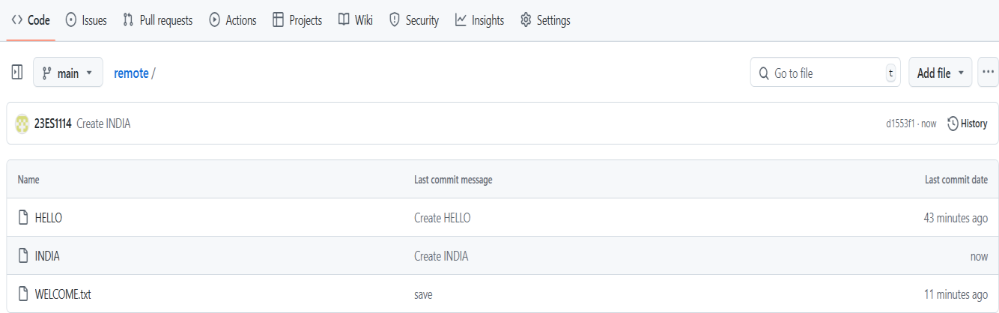 Code Issues Pull requests Actions Projects Wiki Security Insights Settings
main remote / Go to file t Add file ...
23ES1114 Create INDIA d1553f1 · now History
Name Last commit message Last commit date
HELLO Create HELLO 43 minutes ago
INDIA Create INDIA now
WELCOME.txt save 11 minutes ago